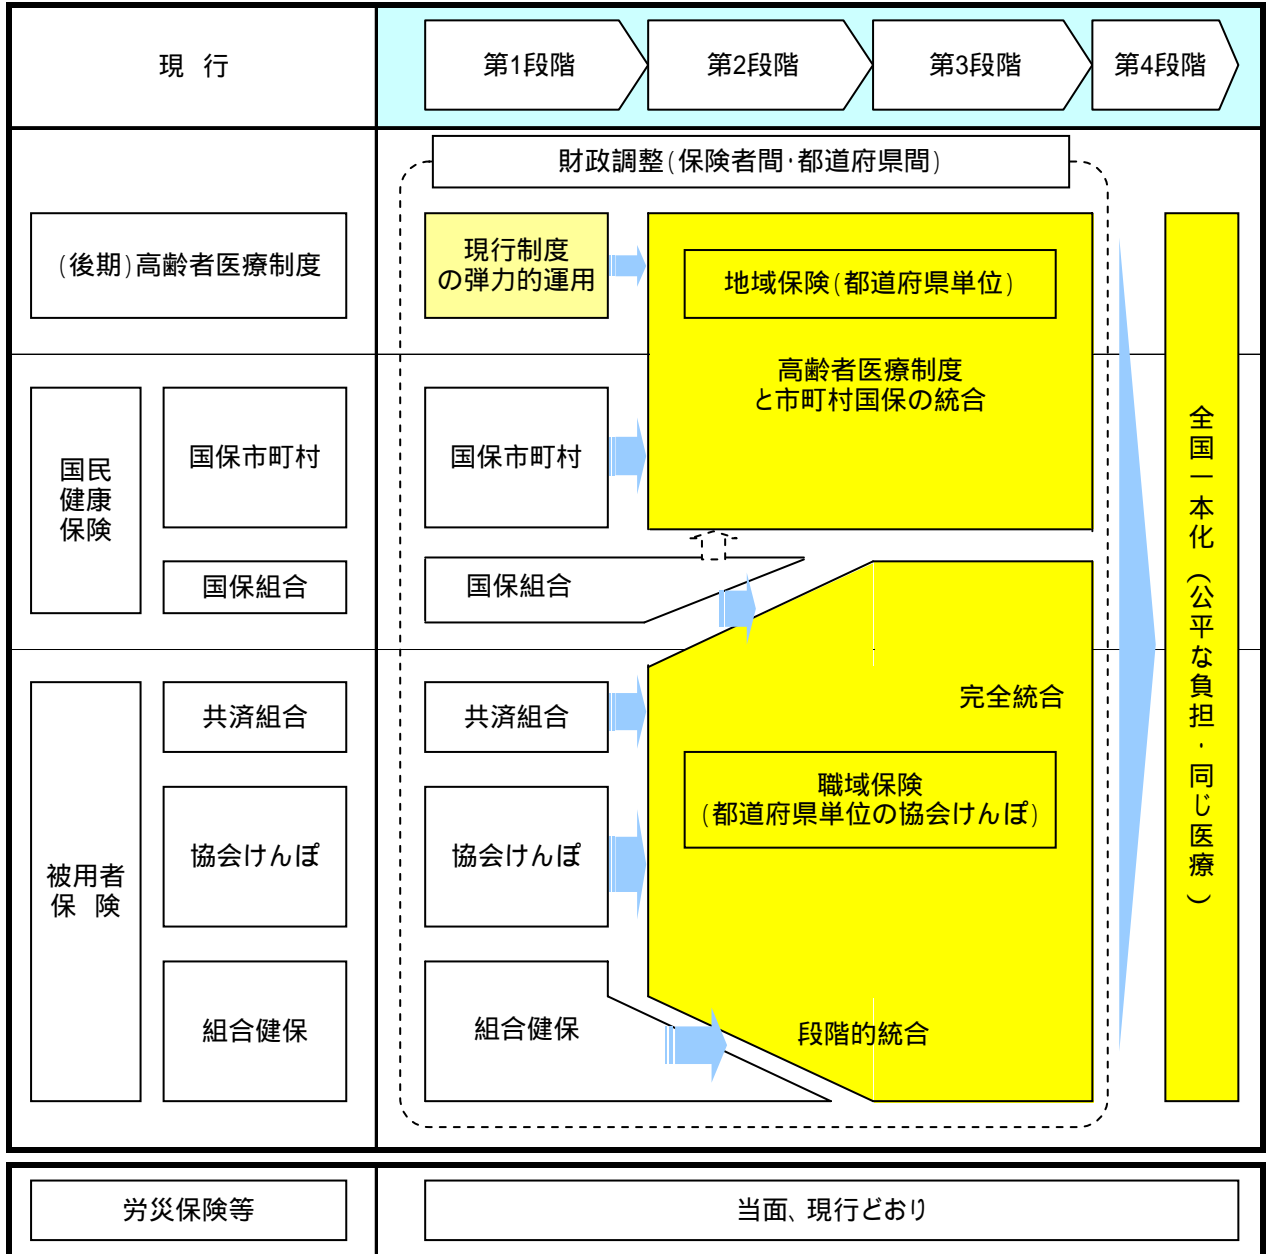 現 行
第1段階
第2段階
第3段階
第4段階
財政調整(保険者間・都道府県間)
(後期)高齢者医療制度
現行制度
の弾力的運用
地域保険(都道府県単位)
高齢者医療制度
と市町村国保の統合
国民
健康
保険
国保市町村
国保市町村
国保組合
国保組合
被用者
保 険
共済組合
共済組合
完全統合
職域保険
(都道府県単位の協会けんぽ)
協会けんぽ
協会けんぽ
組合健保
組合健保
段階的統合
全国一本化(公平な負担・同じ医療)
労災保険等
当面、現行どおり